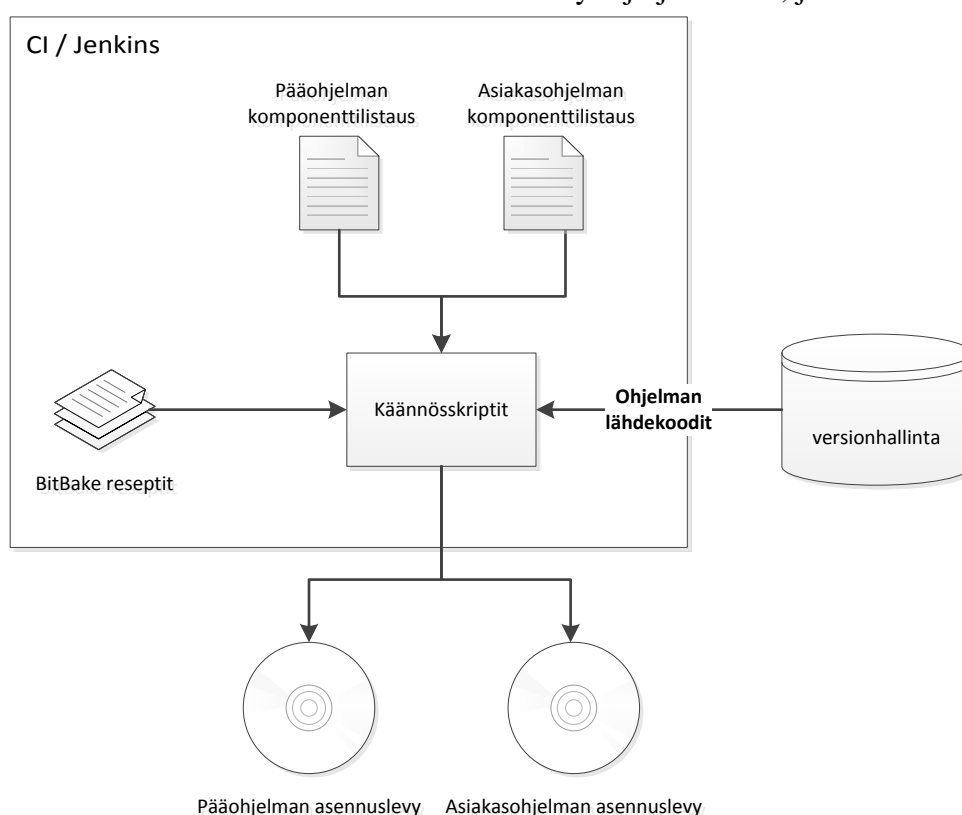 CI / Jenkins
Pääohjelman
komponenttilistaus
Asiakasohjelman
komponenttilistaus
Käännösskriptit
Ohjelman
lähdekoodit
versionhallinta
BitBake reseptit
Pääohjelman asennuslevy
Asiakasohjelman asennuslevy